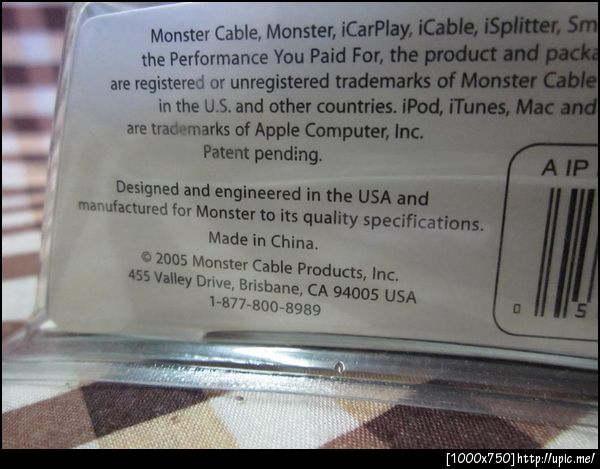 Monster Cable, Monster, iCarPlay, iCable, iSplitter,
the Performance You Paid For, the product and
are registered or unregistered trademarks of Monster Cable
in the U.S. and other countries. iPod, iTunes, Mac and
are trademarks of Apple Computer, Inc.
Patent pending.
A IP
Designed and engineered in the USA and
manufactured for Monster to its quality specifications.
Made in China.
© 2005 Monster Cable Products, Inc.
455 Valley Drive, Brisbane, CA 94005 USA
1-877-800-8989
0 5
[1000x750]http://upic.me/